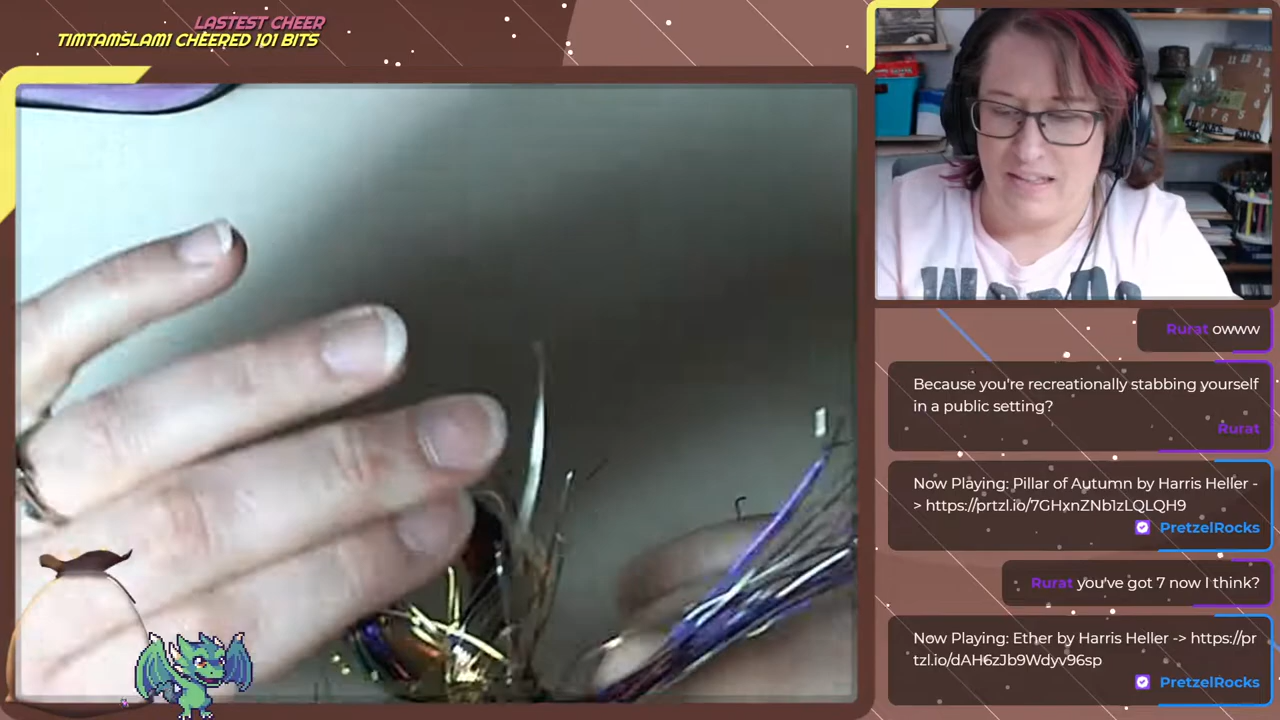 LASTEST CHEER
TIMTAMSLAM1 CHEERED 101 BITS
Rurat owww
Because you're recreationally stabbing yourself
in a public setting?
Rurat
Now Playing: Pillar of Autumn by Harris Heller -
> https://prtzl.io/7GHxnZNb1zLQLQH9
PretzelRocks
Rurat you've got 7 now I think?
Now Playing: Ether by Harris Heller -> https://pr
tzl.io/dAH6zJb9Wdyv96sp
PretzelRocks